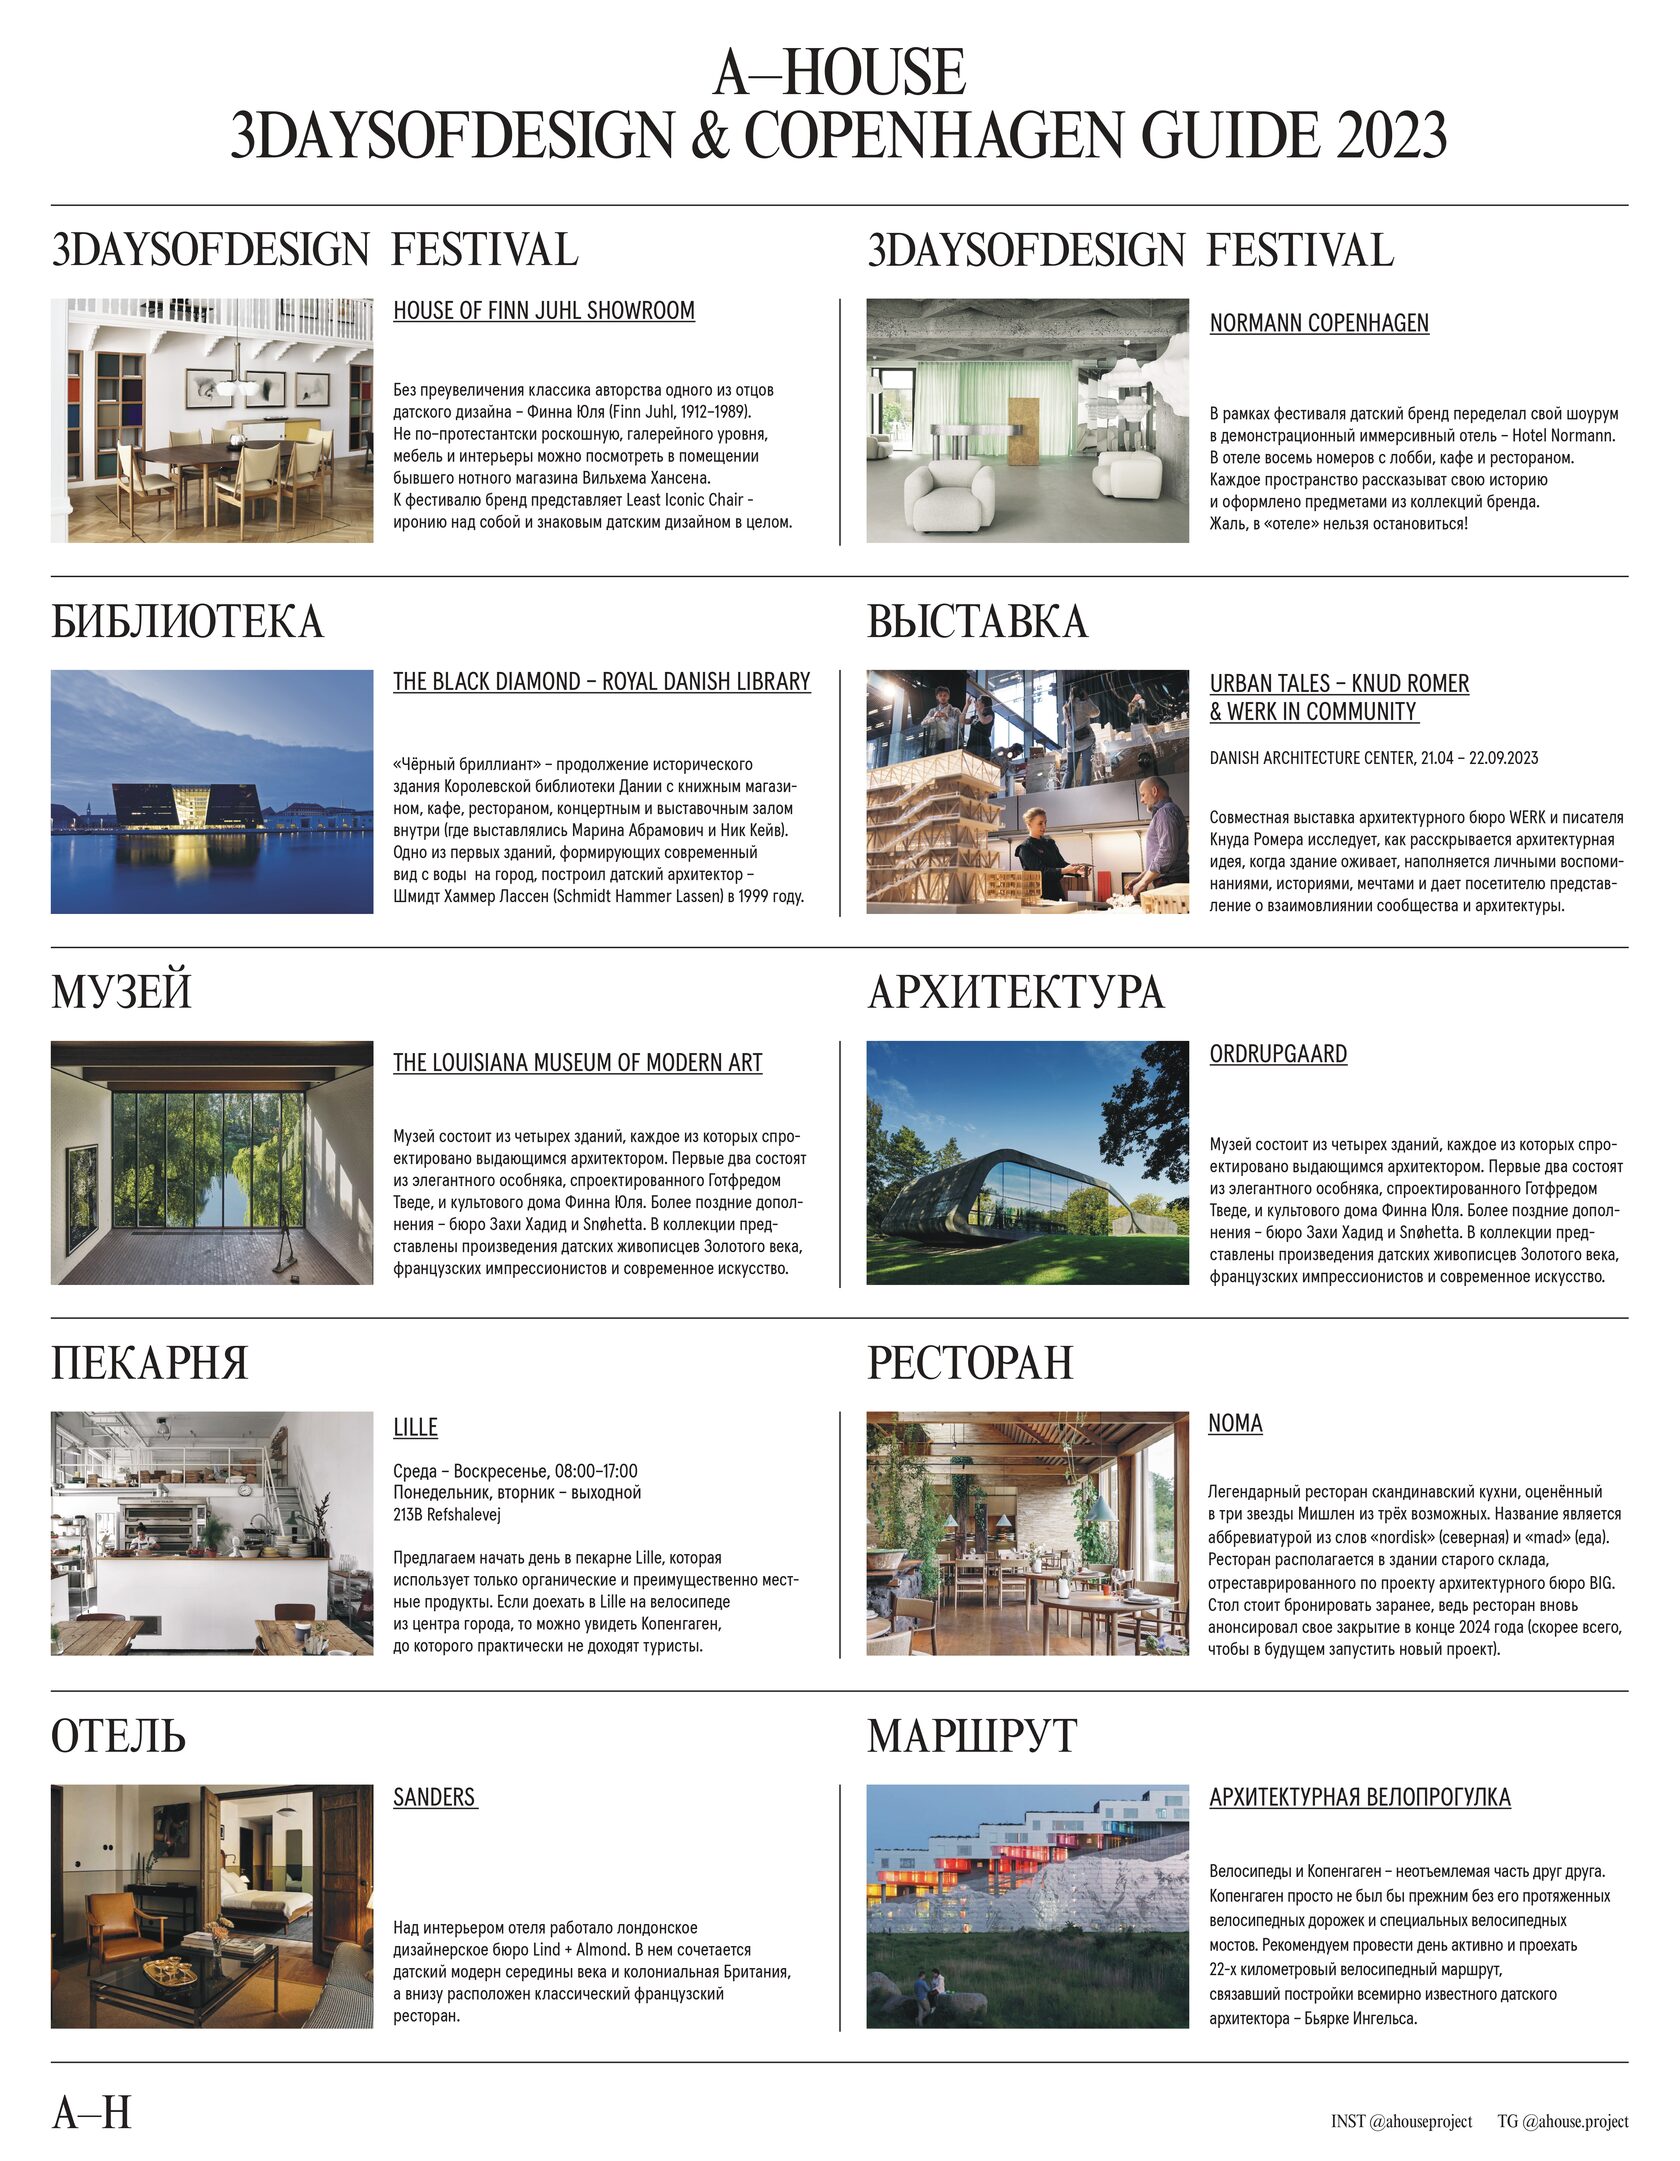 A—HOUSE
3DAYSOFDESIGN & COPENHAGEN GUIDE 2023
3DAYSOFDESIGN FESTIVAL
HOUSE OF FINN JUHL SHOWROOM
Без преувеличения классика авторства одного из отцов
датского дизайна – Финна Юля (Finn Juhl, 1912–1989).
Не по-протестантски роскошную, галерейного уровня,
мебель и интерьеры можно посмотреть в помещении
бывшего нотного магазина Вильхема Хансена.
К фестивалю бренд представляет Least Iconic Chair -
иронию над собой и знаковым датским дизайном в целом.
3DAYSOFDESIGN FESTIVAL
NORMANN COPENHAGEN
В рамках фестиваля датский бренд переделал свой шоурум
в демонстрационный иммерсивный отель – Hotel Normann.
В отеле восемь номеров с лобби, кафе и рестораном.
Каждое пространство рассказыват свою историю
и оформлено предметами из коллекций бренда.
Жаль, в «отеле» нельзя остановиться!
БИБЛИОТЕКА
THE BLACK DIAMOND – ROYAL DANISH LIBRARY
«Чёрный бриллиант» – продолжение исторического
здания Королевской библиотеки Дании с книжным магази-
ном, кафе, рестораном, концертным и выставочным залом
внутри (где выставлялись Марина Абрамович и Ник Кейв).
Одно из первых зданий, формирующих современный
вид с воды на город, построил датский архитектор –
Шмидт Хаммер Лассен (Schmidt Hammer Lassen) в 1999 году.
ВЫСТАВКА
URBAN TALES – KNUD ROMER
& WERK IN COMMUNITY
DANISH ARCHITECTURE CENTER, 21.04 – 22.09.2023
Совместная выставка архитектурного бюро WERK и писателя
Кнуда Ромера исследует, как расскрывается архитектурная
идея, когда здание оживает, наполняется личными воспоми-
наниями, историями, мечтами и дает посетителю представ-
ление о взаимовлиянии сообщества и архитектуры.
МУЗЕЙ
THE LOUISIANA MUSEUM OF MODERN ART
Музей состоит из четырех зданий, каждое из которых спро-
ектировано выдающимся архитектором. Первые два состоят
из элегантного особняка, спроектированного Готфредом
Тведе, и культового дома Финна Юля. Более поздние допол-
нения – бюро Захи Хадид и Snøhetta. В коллекции пред-
ставлены произведения датских живописцев Золотого века,
французских импрессионистов и современное искусство.
АРХИТЕКТУРА
ORDRUPGAARD
Музей состоит из четырех зданий, каждое из которых спро-
ектировано выдающимся архитектором. Первые два состоят
из элегантного особняка, спроектированного Готфредом
Тведе, и культового дома Финна Юля. Более поздние допол-
нения – бюро Захи Хадид и Snøhetta. В коллекции пред-
ставлены произведения датских живописцев Золотого века,
французских импрессионистов и современное искусство.
ПЕКАРНЯ
LILLE
Среда – Воскресенье, 08:00–17:00
Понедельник, вторник – выходной
213B Refshalevej
Предлагаем начать день в пекарне Lille, которая
использует только органические и преимущественно мест-
ные продукты. Если доехать в Lille на велосипеде
из центра города, то можно увидеть Копенгаген,
до которого практически не доходят туристы.
РЕСТОРАН
NOMA
Легендарный ресторан скандинавский кухни, оценённый
в три звезды Мишлен из трёх возможных. Название является
аббревиатурой из слов «nordisk» (северная) и «mad» (еда).
Ресторан располагается в здании старого склада,
отреставрированного по проекту архитектурного бюро BIG.
Стол стоит бронировать заранее, ведь ресторан вновь
анонсировал свое закрытие в конце 2024 года (скорее всего,
чтобы в будущем запустить новый проект).
ОТЕЛЬ
SANDERS
Над интерьером отеля работало лондонское
дизайнерское бюро Lind + Almond. В нем сочетается
датский модерн середины века и колониальная Британия,
а внизу расположен классический французский
ресторан.
МАРШРУТ
АРХИТЕКТУРНАЯ ВЕЛОПРОГУЛКА
Велосипеды и Копенгаген – неотъемлемая часть друг друга.
Копенгаген просто не был бы прежним без его протяженных
велосипедных дорожек и специальных велосипедных
мостов. Рекомендуем провести день активно и проехать
22-х километровый велосипедный маршрут,
связавший постройки всемирно известного датского
архитектора – Бьярке Ингельса.
A—H
INST @ahouseproject TG @ahouse.project